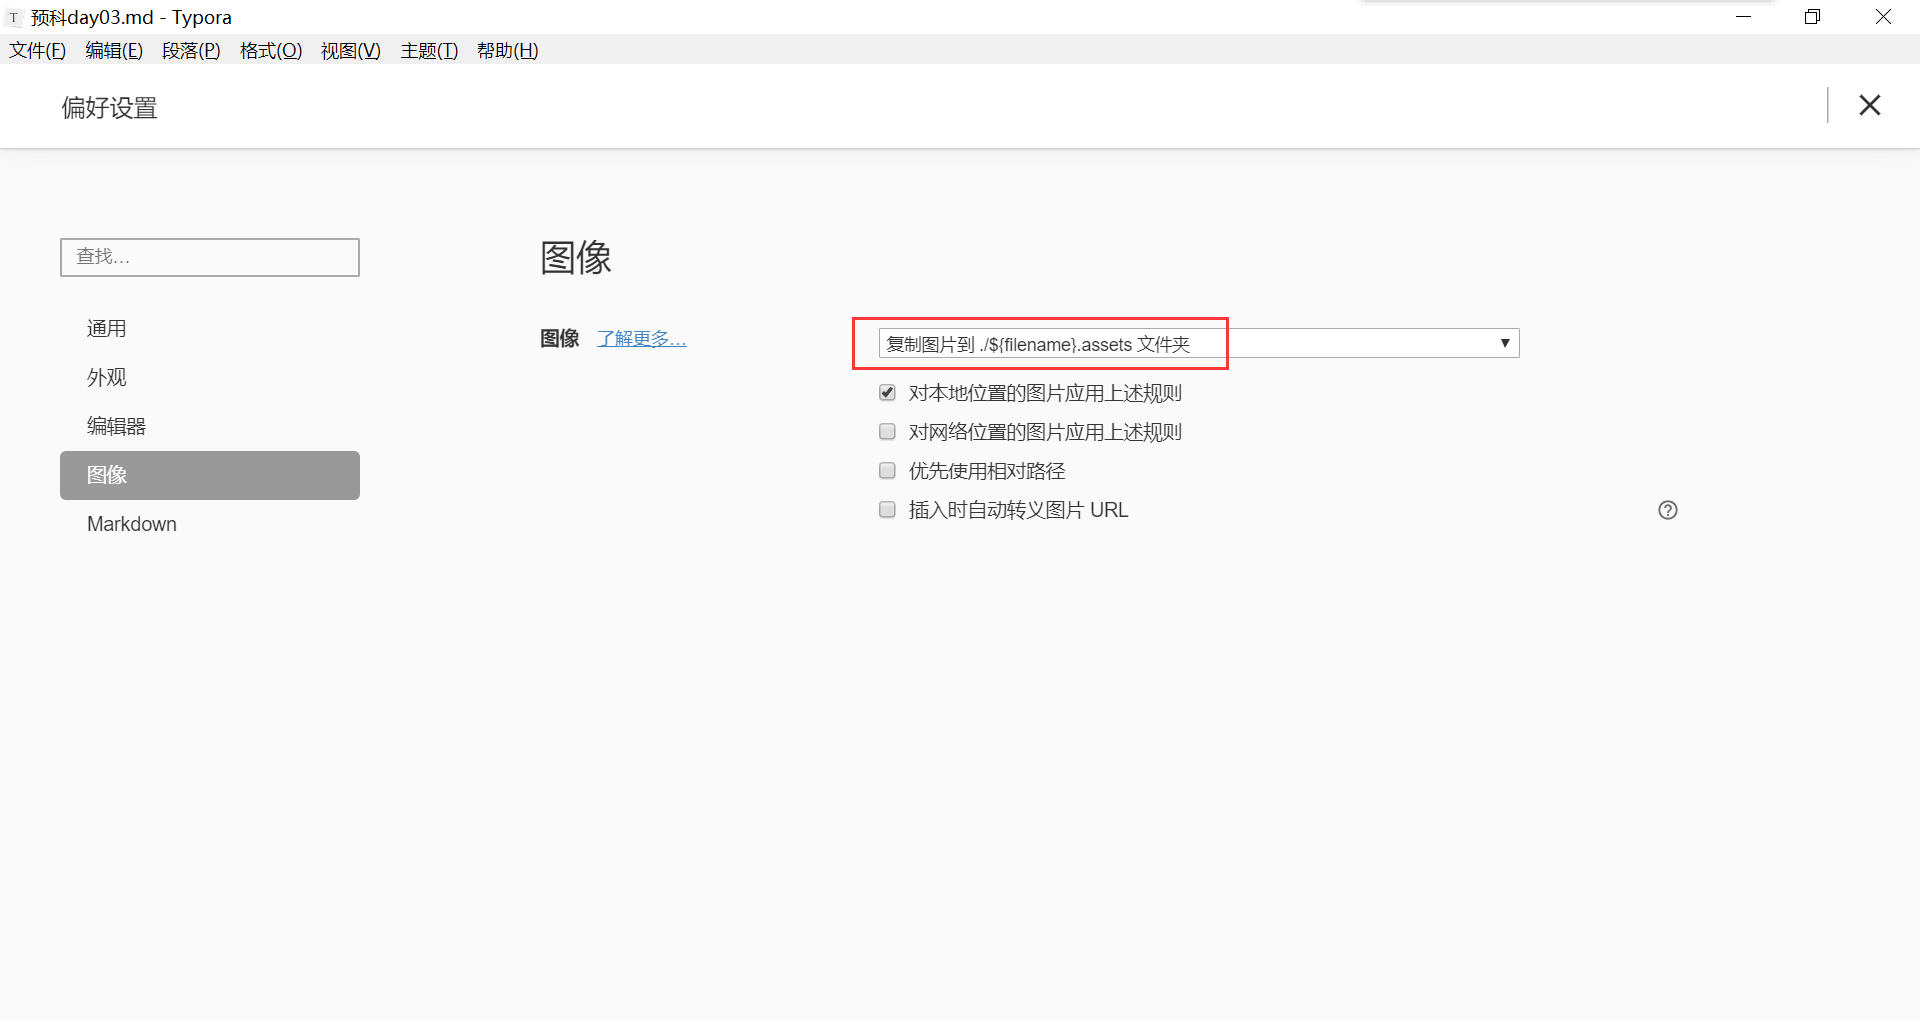 预科day03.md - Typora
文件(F) 编辑(E) 段落(P) 格式(O) 视图(V) 主题(T) 帮助(H)
偏好设置
查找...
通用
外观
编辑器
图像
Markdown
图像
图像 了解更多...
复制图片到 ./${filename}.assets 文件夹
对本地位置的图片应用上述规则
对网络位置的图片应用上述规则
优先使用相对路径
插入时自动转义图片 URL